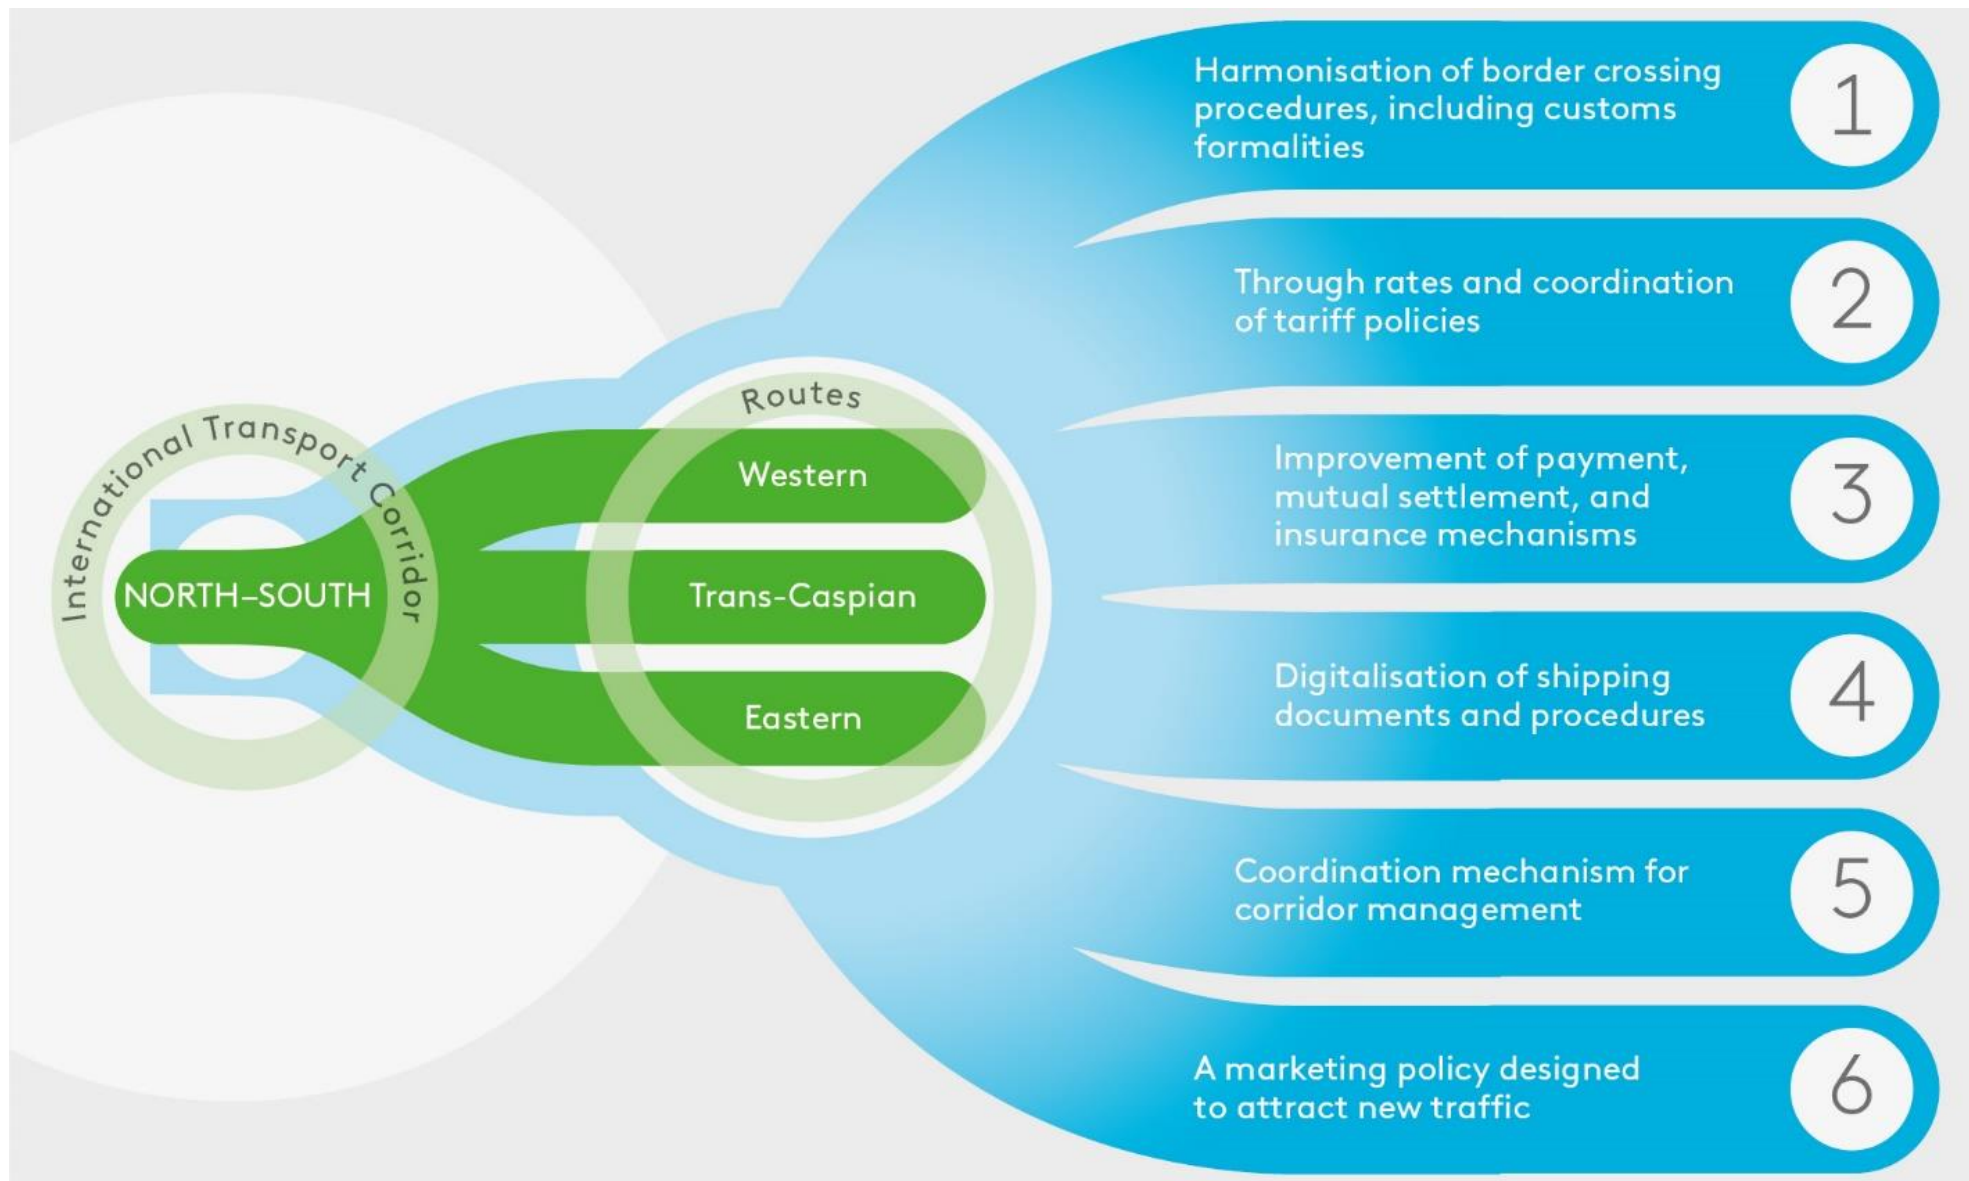 International Transport Corridor
NORTH–SOUTH
Routes
Western
Trans-Caspian
Eastern
Harmonisation of border crossing
procedures, including customs
formalities
1
Through rates and coordination
of tariff policies
2
Improvement of payment,
mutual settlement, and
insurance mechanisms
3
Digitalisation of shipping
documents and procedures
4
Coordination mechanism for
corridor management
5
A marketing policy designed
to attract new traffic
6